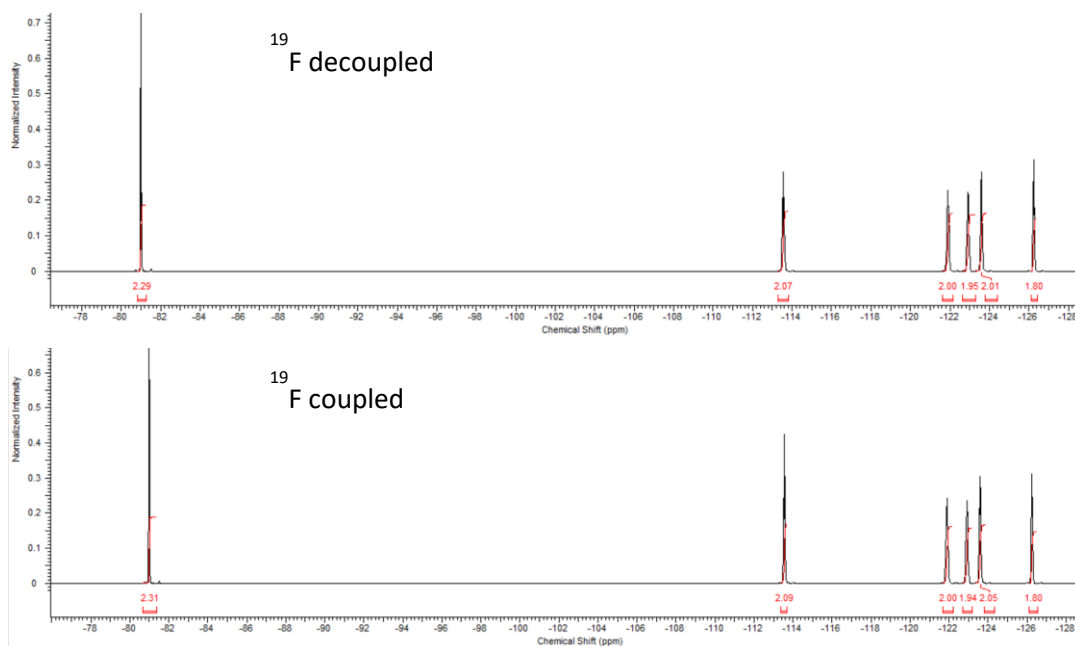 19
F decoupled
Normalized Intensity
0.7
0.6
0.5
0.4
0.3
0.2
0.1
0
2.29 2.07 2.00 1.95 2.01 1.80
-78 -80 -82 -84 -86 -88 -90 -92 -94 -96 -98 -100 -102 -104 -106 -108 -110 -112 -114 -116 -118 -120 -122 -124 -126 -128
Chemical Shift (ppm)
19
F coupled
Normalized Intensity
0.6
0.5
0.4
0.3
0.2
0.1
0
2.31 2.09 2.00 1.94 2.05 1.80
-78 -80 -82 -84 -86 -88 -90 -92 -94 -96 -98 -100 -102 -104 -106 -108 -110 -112 -114 -116 -118 -120 -122 -124 -126 -128
Chemical Shift (ppm)